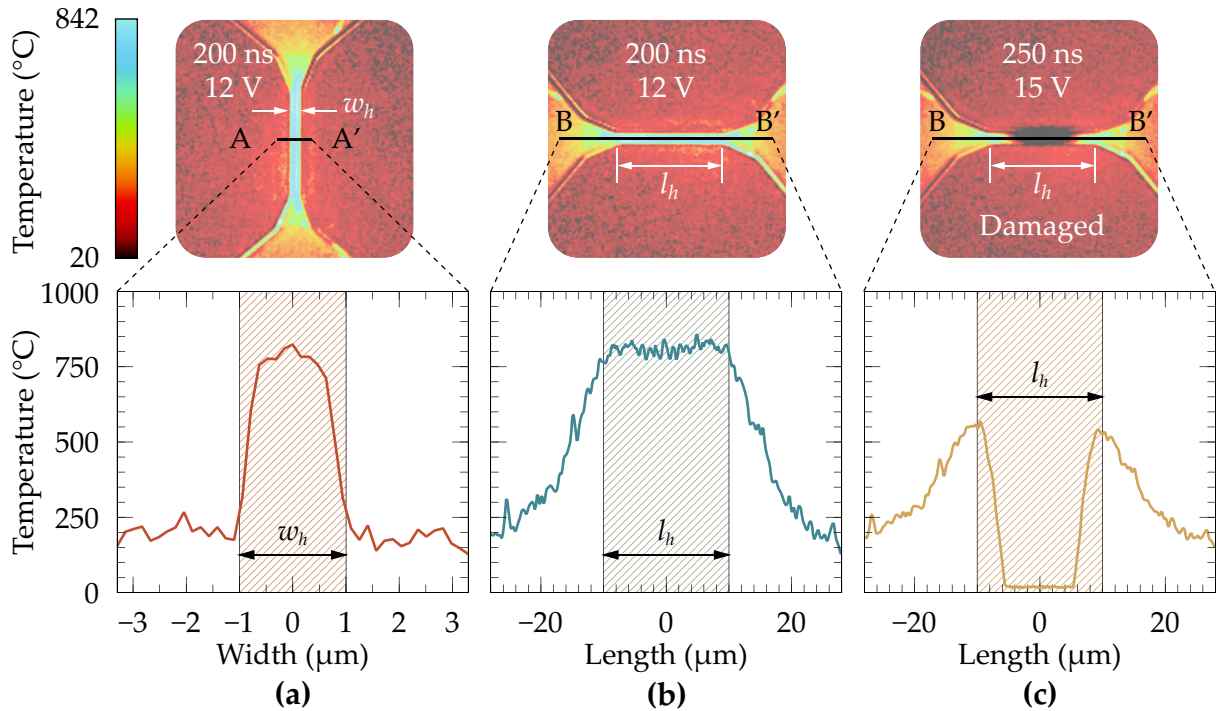 842
20
Temperature (°C)
200 ns
12 V
w_h
A A′
200 ns
12 V
B B′
l_h
250 ns
15 V
B B′
l_h
Damaged
Temperature (°C)
1000
750
500
250
0
w_h
−3 −2 −1 0 1 2 3
Width (μm)
(a)
l_h
−20 0 20
Length (μm)
(b)
l_h
−20 0 20
Length (μm)
(c)